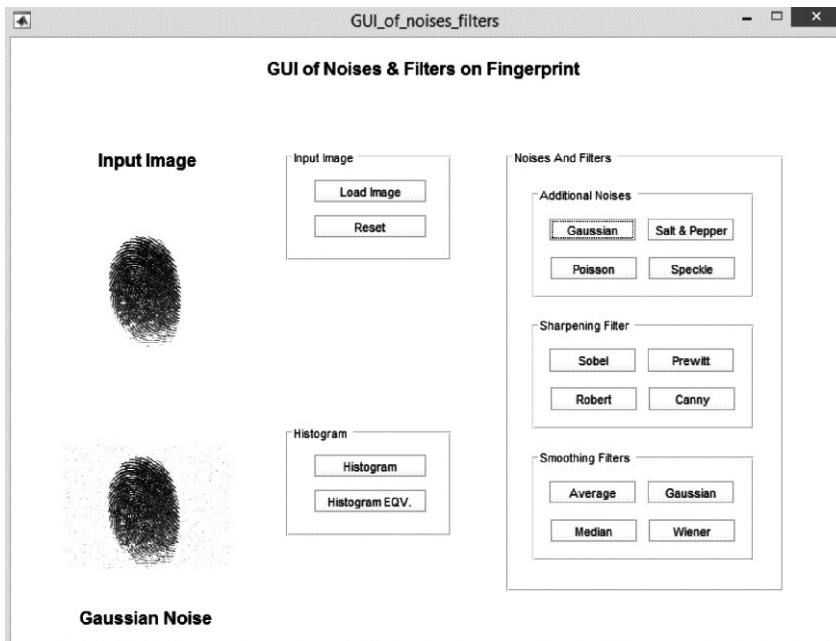 GUI_of_noises_filters
GUI of Noises & Filters on Fingerprint
Input Image
Input Image
Load Image
Reset
Noises And Filters
Additional Noises
Gaussian Salt & Pepper
Poisson Speckle
Sharpening Filter
Sobel Prewitt
Robert Canny
Histogram
Histogram
Histogram EQV.
Smoothing Filters
Average Gaussian
Median Wiener
Gaussian Noise